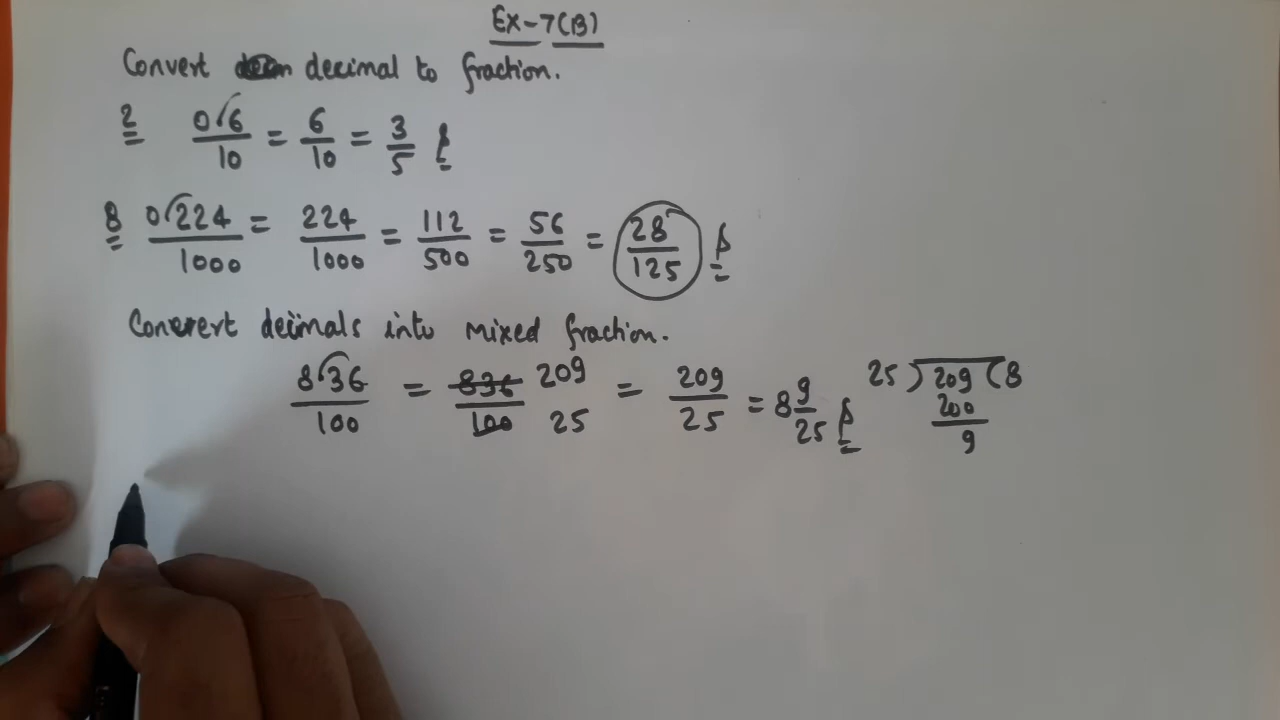 Ex-7(B)
Convert decimal to fraction.
2 0.6/10 = 6/10 = 3/5
8 0.224/1000 = 224/1000 = 112/500 = 56/250 = 28/125
Convert decimals into mixed fraction.
8.36/100 = 836/100 209/25 = 209/25 = 8 9/25 25)209(8
200
9